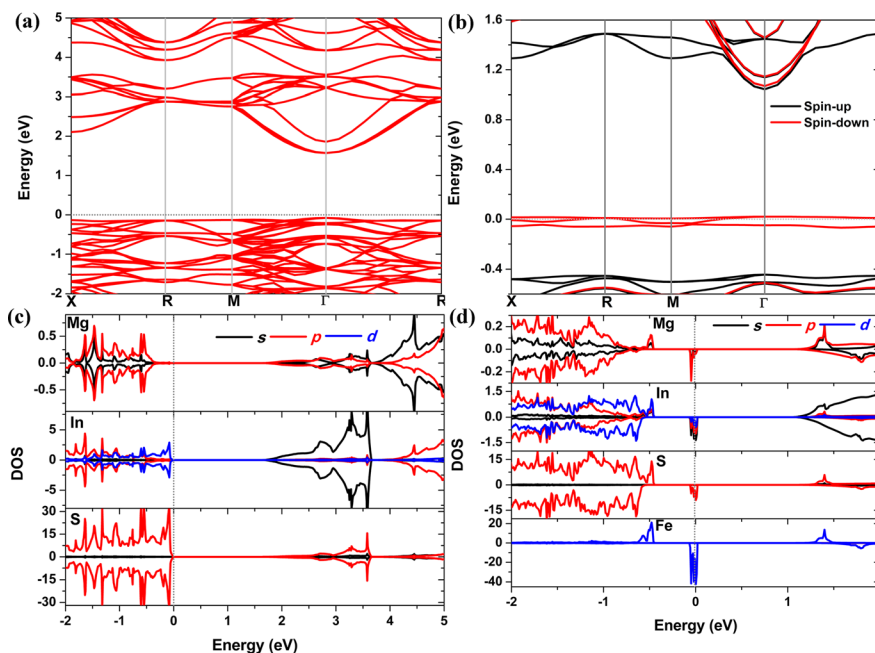 (a)
Energy (eV)
5
4
3
2
1
0
-1
-2
X R M Γ R
(b)
Energy (eV)
1.6
1.2
0.8
0.4
0.0
-0.4
Spin-up
Spin-down
X R M Γ
(c)
DOS
Mg
s p d
0.5
0.0
-0.5
In
5
0
-5
S
30
15
0
-15
-30
-2 -1 0 1 2 3 4 5
Energy (eV)
(d)
DOS
Mg
s p d
0.2
0.0
-0.2
In
1.5
0.0
-1.5
S
15
0
-15
Fe
20
0
-20
-40
-2 -1 0 1
Energy (eV)